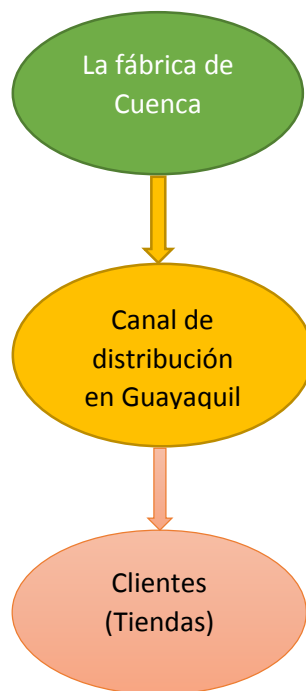 La fábrica de
Cuenca
Canal de
distribución
en Guayaquil
Clientes
(Tiendas)